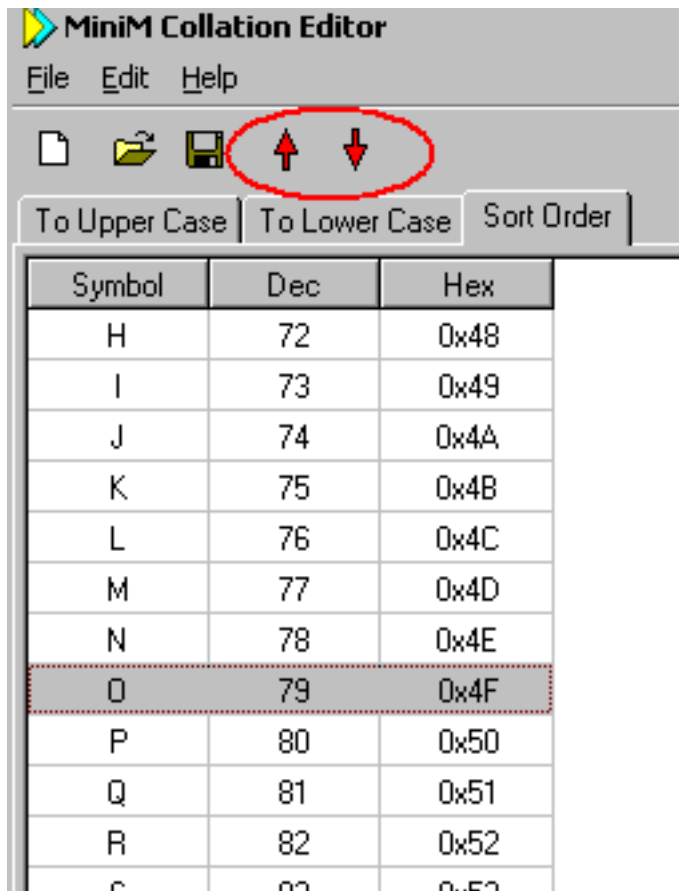 MiniM Collation Editor
File Edit Help
To Upper Case To Lower Case Sort Order
Symbol Dec Hex
H 72 0x48
I 73 0x49
J 74 0x4A
K 75 0x4B
L 76 0x4C
M 77 0x4D
N 78 0x4E
O 79 0x4F
P 80 0x50
Q 81 0x51
R 82 0x52